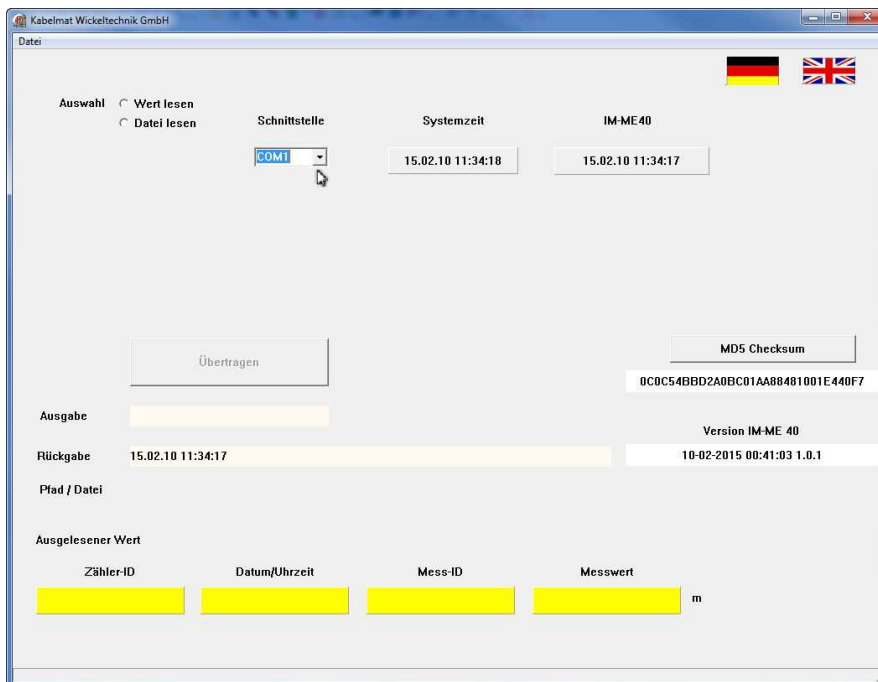 Kabelmat Wickeltechnik GmbH
Datei
Auswahl
Wert lesen
Datei lesen
Schnittstelle
Systemzeit
IM-ME40
COM1
15.02.10 11:34:18
15.02.10 11:34:17
Übertragen
MD5 Checksum
0C0C54BBD2A0BC01AA88481001E440F7
Ausgabe
Version IM-ME 40
Rückgabe
15.02.10 11:34:17
10-02-2015 00:41:03 1.0.1
Pfad / Datei
Ausgelesener Wert
Zähler-ID
Datum/Uhrzeit
Mess-ID
Messwert
m